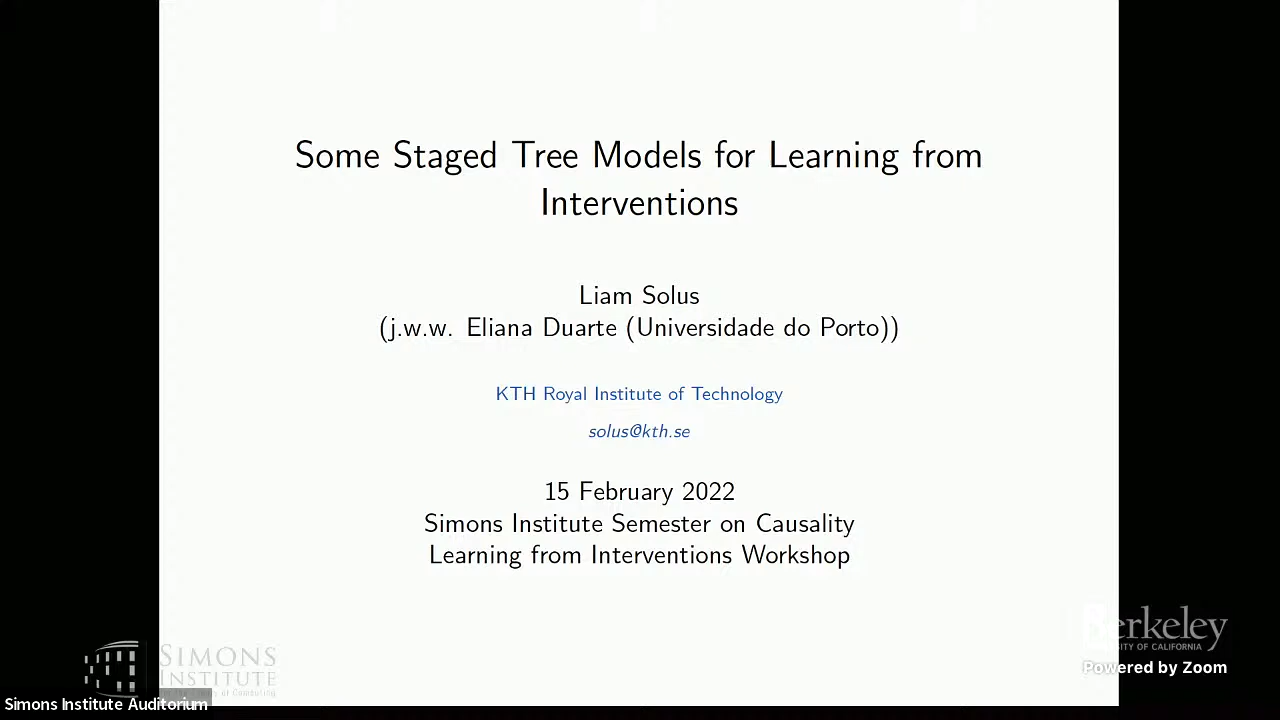 Some Staged Tree Models for Learning from
Interventions
Liam Solus
(j.w.w. Eliana Duarte (Universidade do Porto))
KTH Royal Institute of Technology
solus@kth.se
15 February 2022
Simons Institute Semester on Causality
Learning from Interventions Workshop
SIMONS
INSTITUTE
Berkeley
OF CALIFORNIA
Powered by Zoom
Simons Institute Auditorium